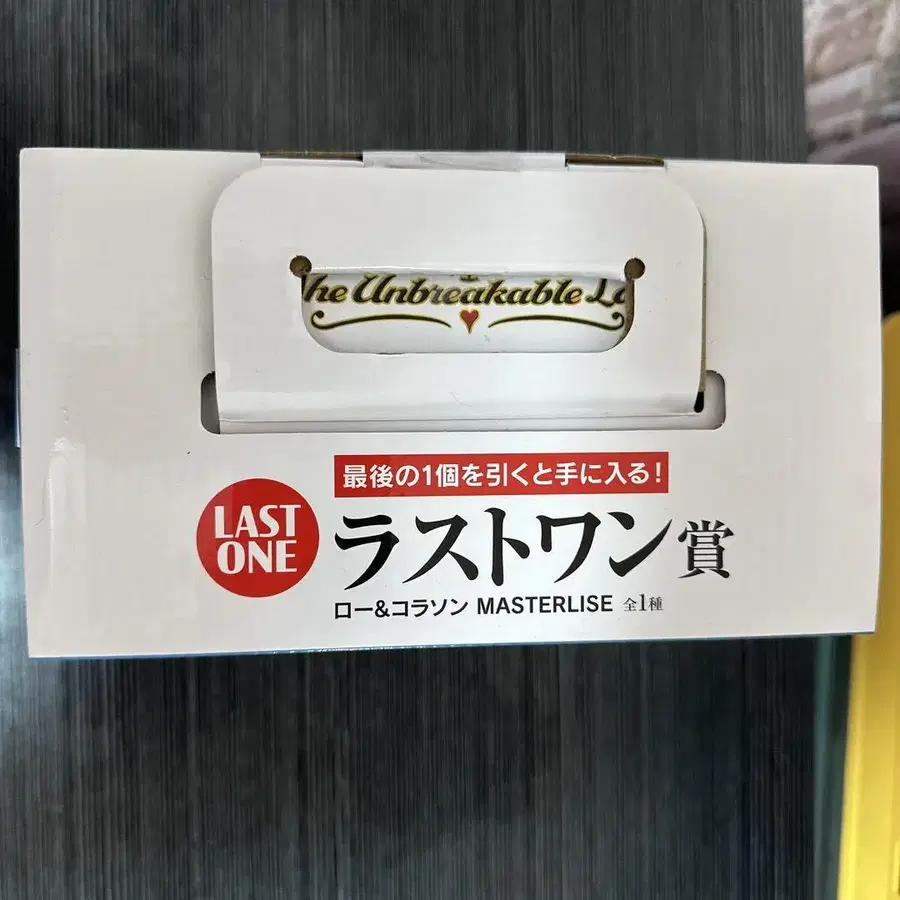 he Unbreakable Lo
最後の1個を引くと手に入る!
LAST
ONE
ラストワン賞
ロー&コラソン MASTERLISE 全1種